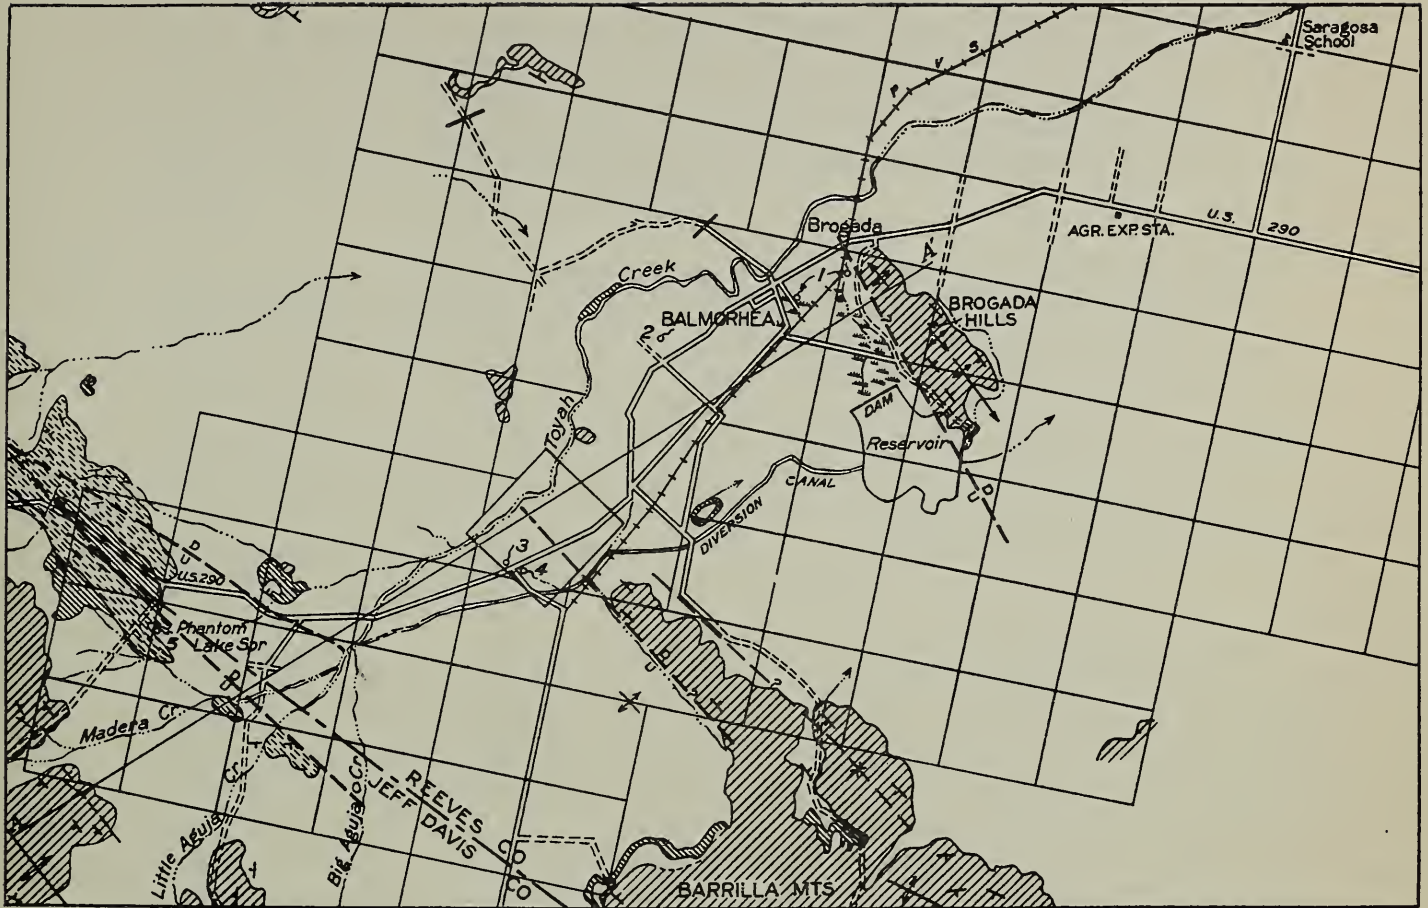 Saragosa
School
P. V. S.
Brogada
AGR. EXP. STA.
U.S. 290
A'
1
Creek
BALMORHEA
BROGADA
HILLS
2
DAM
Toyah
Reservoir
CANAL
U D
DIVERSION
3
4
D
U
U.S. 290
Phantom
Lake Spr
5
D
U
D
U
?
?
Madera Cr.
REEVES CO
JEFF DAVIS CO
Little Aguja Cr.
Big Aguja Cr
A
BARRILLA MTS